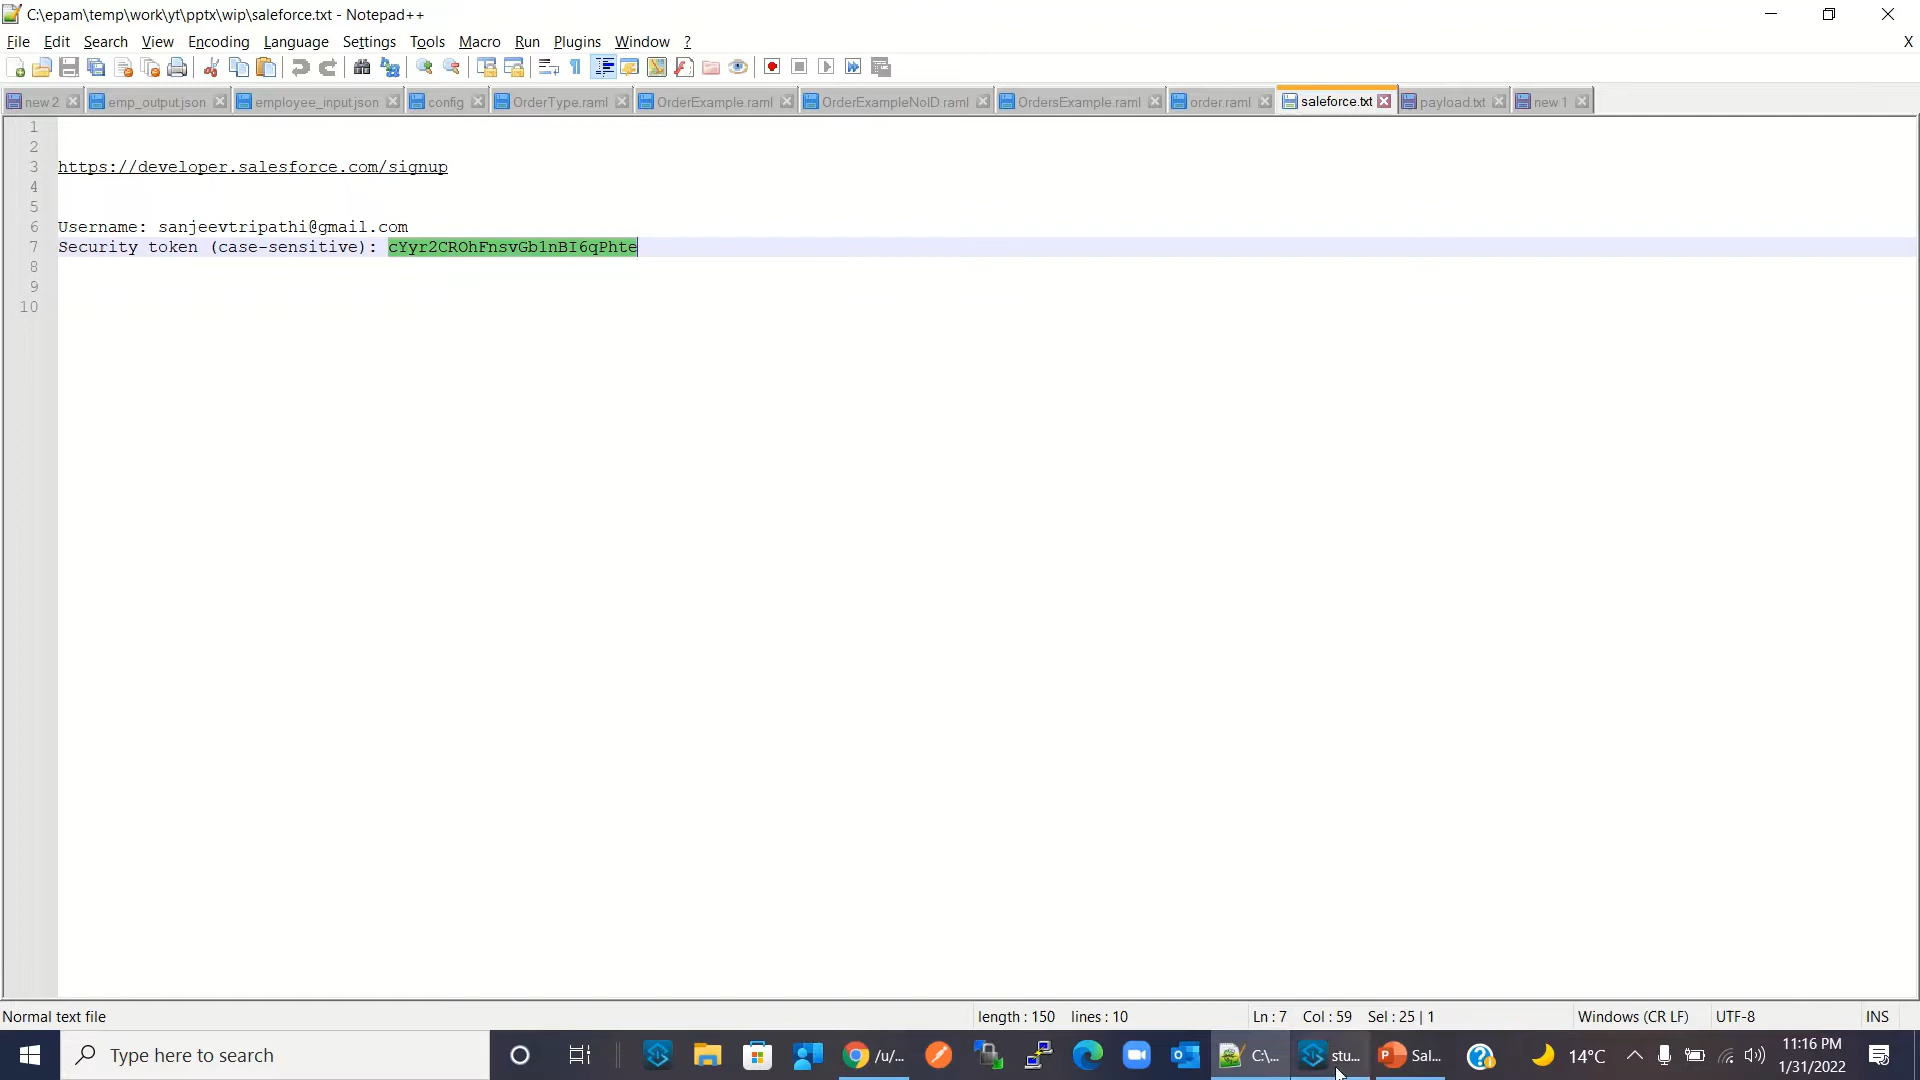 C:\epam\temp\work\yt\pptx\wip\saleforce.txt - Notepad++
File Edit Search View Encoding Language Settings Tools Macro Run Plugins Window ? X
new 2 emp_output.json employee_input.json config OrderType.raml OrderExample.raml OrderExampleNoID.raml OrdersExample.raml order.raml saleforce.txt payload.txt new 1
1
2
3 https://developer.salesforce.com/signup
4
5
6 Username: sanjeevtripathi@gmail.com
7 Security token (case-sensitive): cYyr2CROhFnsvGb1nBI6qPhte
8
9
10
Normal text file length : 150 lines : 10 Ln : 7 Col : 59 Sel : 25 | 1 Windows (CR LF) UTF-8 INS
Type here to search /u/... C:\... stu... Sal... 14°C 11:16 PM
1/31/2022